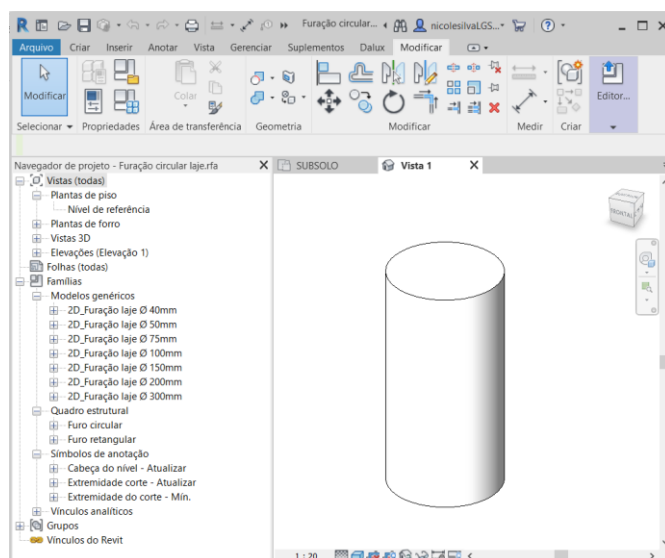 Furação circular...
nicolesilvaLGS...
Arquivo Criar Inserir Anotar Vista Gerenciar Suplementos Dalux Modificar
Modificar
Colar
Editor...
Selecionar Propriedades Área de transferência Geometria Modificar Medir Criar
Navegador de projeto - Furação circular laje.rfa
SUBSOLO
Vista 1
Vistas (todas)
Plantas de piso
Nível de referência
Plantas de forro
Vistas 3D
Elevações (Elevação 1)
Folhas (todas)
Famílias
Modelos genéricos
2D_Furação laje Ø 40mm
2D_Furação laje Ø 50mm
2D_Furação laje Ø 75mm
2D_Furação laje Ø 100mm
2D_Furação laje Ø 150mm
2D_Furação laje Ø 200mm
2D_Furação laje Ø 300mm
Quadro estrutural
Furo circular
Furo retangular
Símbolos de anotação
Cabeça do nível - Atualizar
Extremidade corte - Atualizar
Extremidade do corte - Mín.
Vínculos analíticos
Grupos
Vínculos do Revit
FRONTAL
1 : 20